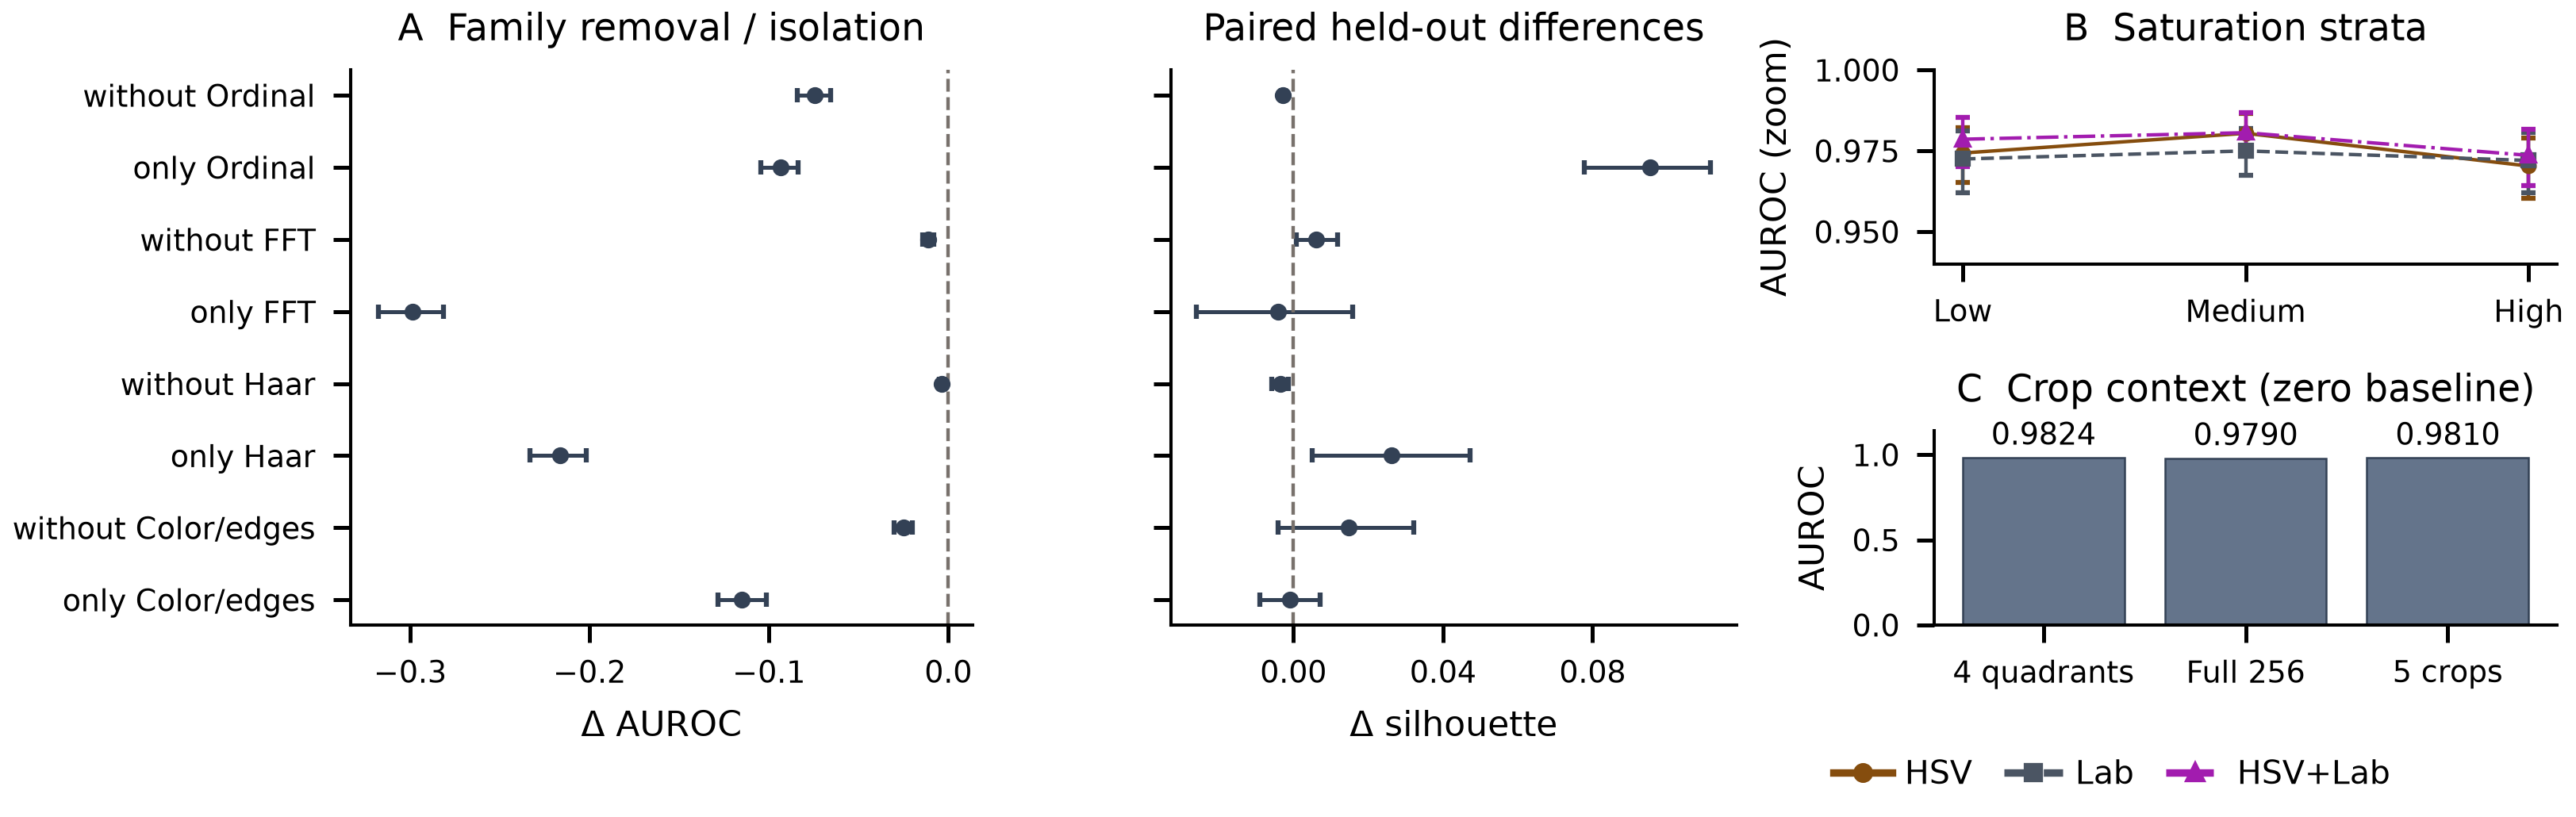 A  Family removal / isolation
without Ordinal
only Ordinal
without FFT
only FFT
without Haar
only Haar
without Color/edges
only Color/edges
−0.3
−0.2
−0.1
0.0
Δ AUROC
Paired held-out differences
0.00
0.04
0.08
Δ silhouette
B  Saturation strata
AUROC (zoom)
1.000
0.975
0.950
Low
Medium
High
C  Crop context (zero baseline)
AUROC
1.0
0.5
0.0
0.9824
0.9790
0.9810
4 quadrants
Full 256
5 crops
HSV
Lab
HSV+Lab